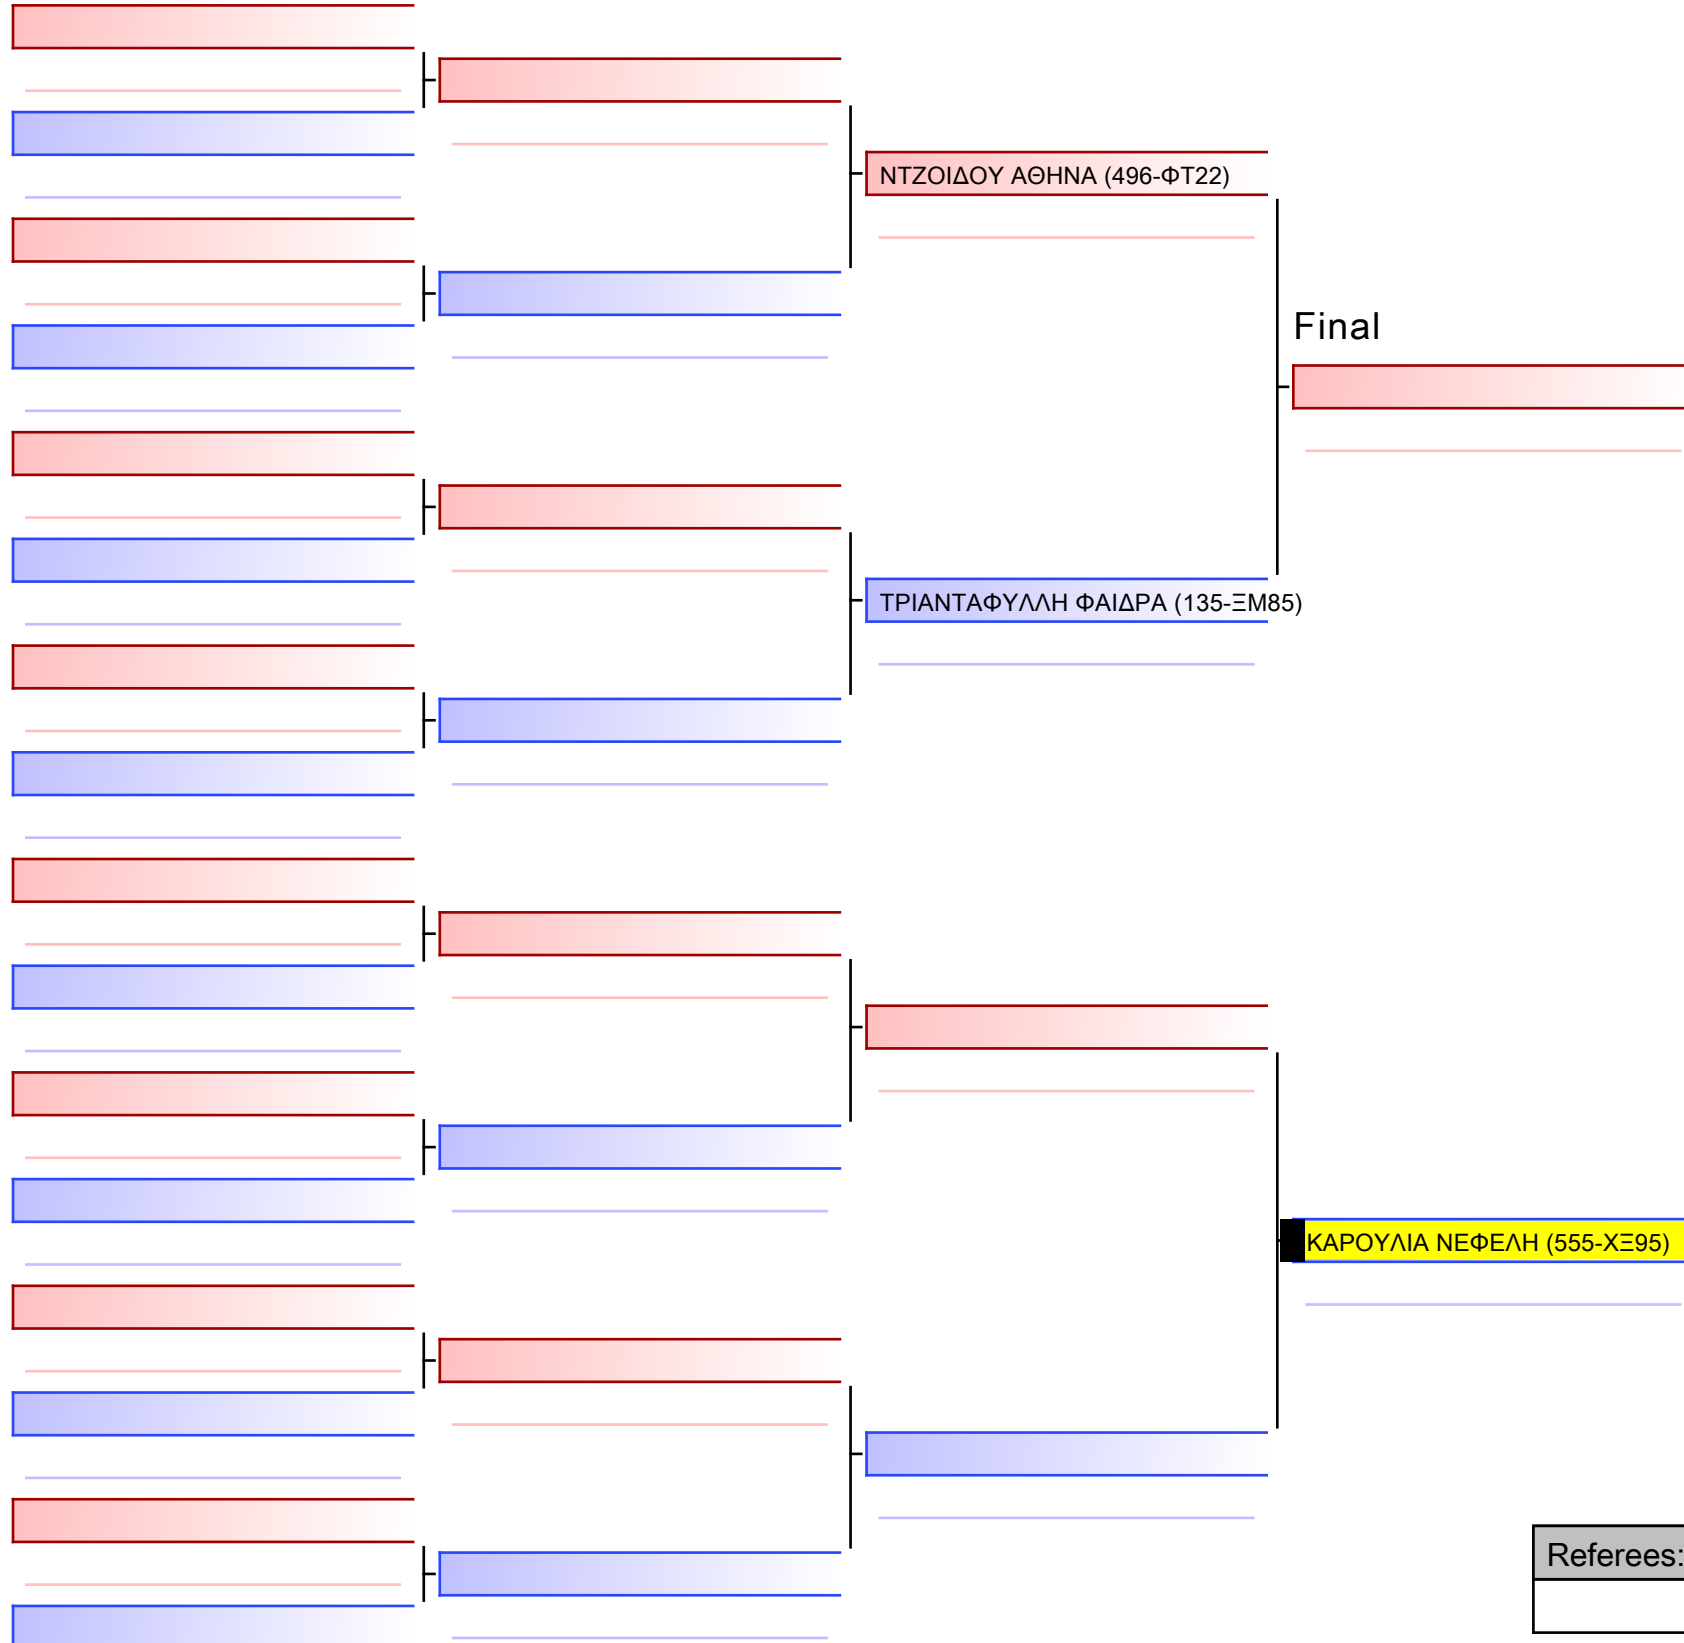 ΝΤΖΟΙΔΟΥ ΑΘΗΝΑ (496-ΦΤ22)
Final
ΤΡΙΑΝΤΑΦΥΛΛΗ ΦΑΙΔΡΑ (135-ΞΜ85)
ΚΑΡΟΥΛΙΑ ΝΕΦΕΛΗ (555-ΧΞ95)
Referees: